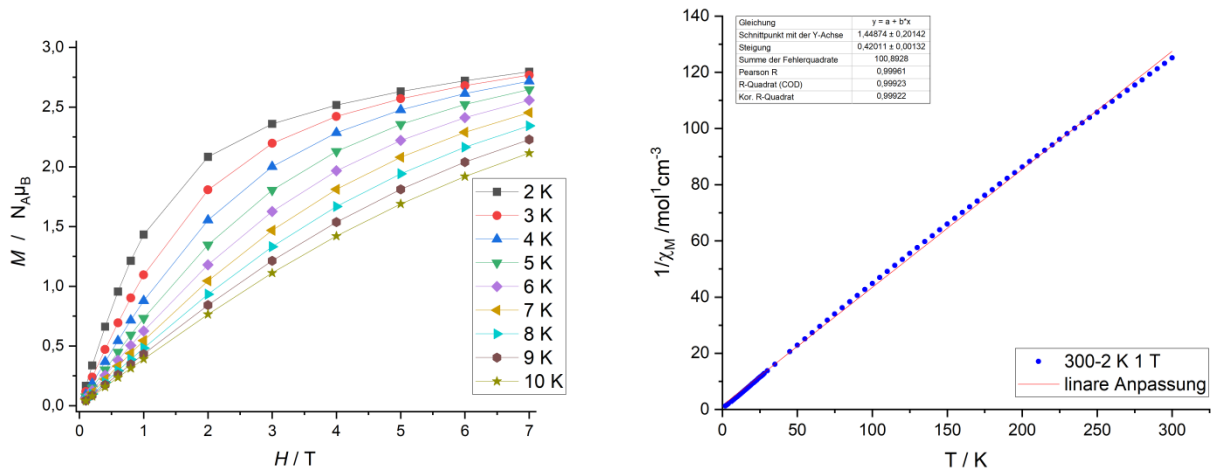 3,0
2,5
2,0
1,5
1,0
0,5
0,0
M / N_Aµ_B
0 1 2 3 4 5 6 7
H / T
2 K
3 K
4 K
5 K
6 K
7 K
8 K
9 K
10 K
Gleichung y = a + b*x
Schnittpunkt mit der Y-Achse 1,44874 ± 0,20142
Steigung 0,42011 ± 0,00132
Summe der Fehlerquadrate 100,8928
Pearson R 0,99961
R-Quadrat (COD) 0,99923
Kor. R-Quadrat 0,99922
140
120
100
80
60
40
20
0
1/χ_M /mol¹cm⁻³
0 50 100 150 200 250 300
T / K
300-2 K 1 T
linare Anpassung